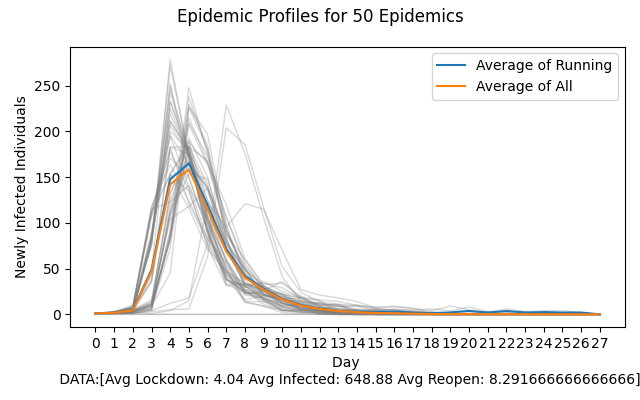 Epidemic Profiles for 50 Epidemics
Average of Running
Average of All
Newly Infected Individuals
250
200
150
100
50
0
0 1 2 3 4 5 6 7 8 9 10 11 12 13 14 15 16 17 18 19 20 21 22 23 24 25 26 27
Day
DATA:[Avg Lockdown: 4.04 Avg Infected: 648.88 Avg Reopen: 8.291666666666666]